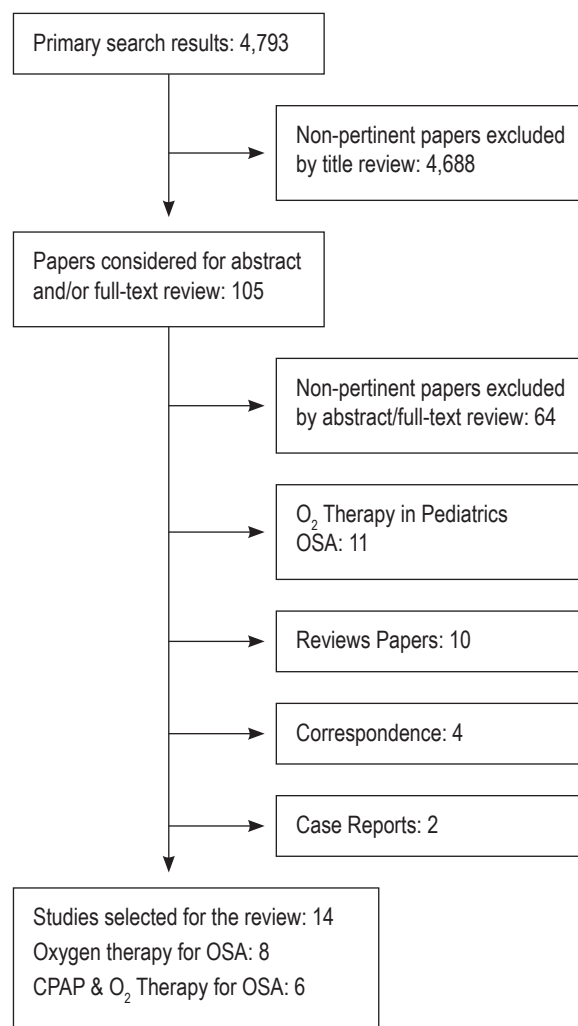 Primary search results: 4,793
Non-pertinent papers excluded
by title review: 4,688
Papers considered for abstract
and/or full-text review: 105
Non-pertinent papers excluded
by abstract/full-text review: 64
O₂ Therapy in Pediatrics
OSA: 11
Reviews Papers: 10
Correspondence: 4
Case Reports: 2
Studies selected for the review: 14
Oxygen therapy for OSA: 8
CPAP & O₂ Therapy for OSA: 6